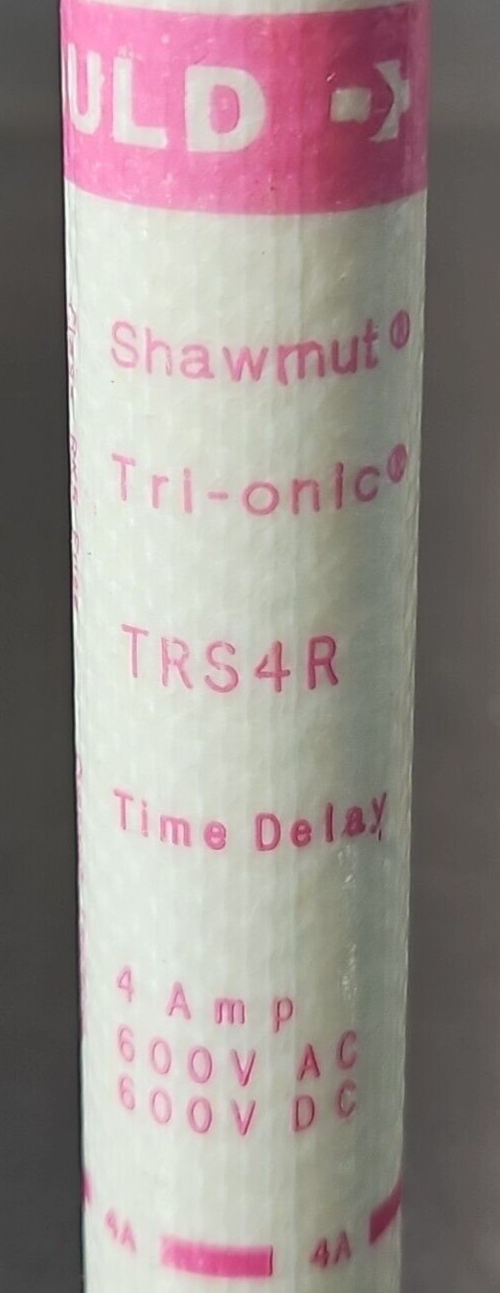 ULD
Shawmut®
Tri-onic®
TRS4R
Time Delay
4 Amp
600V AC
600V DC
4A 4A